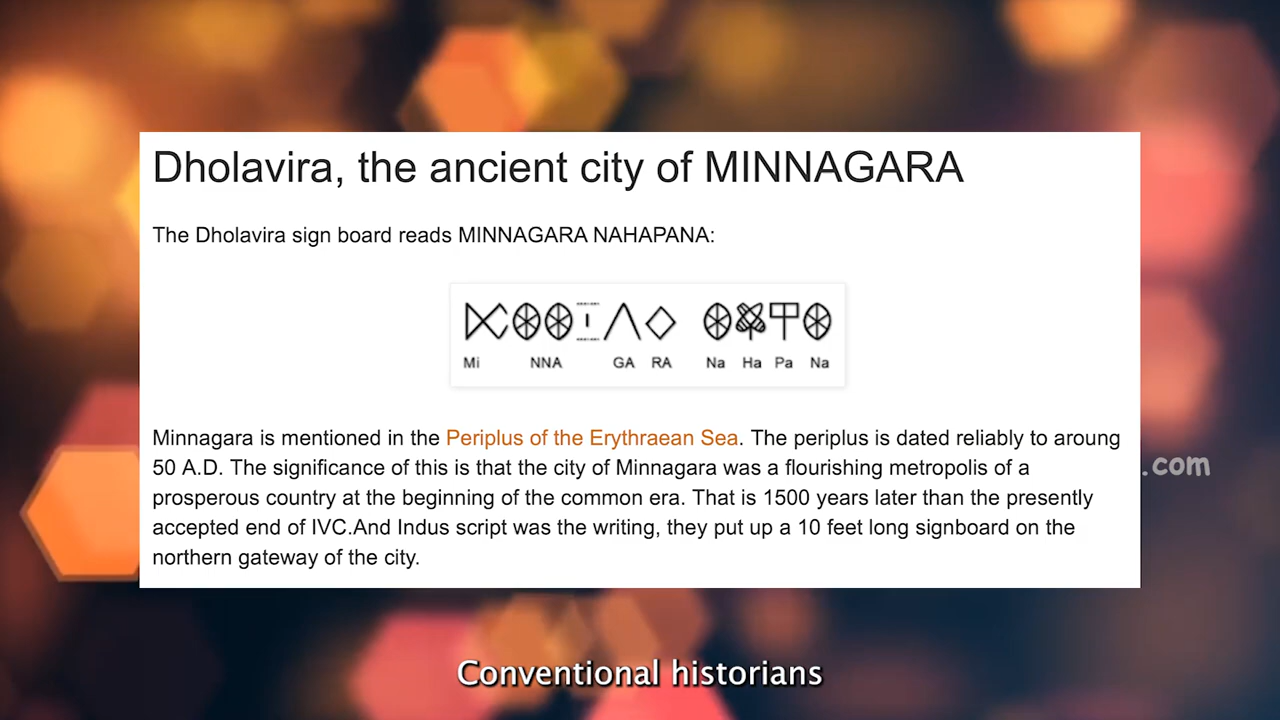 Dholavira, the ancient city of MINNAGARA
The Dholavira sign board reads MINNAGARA NAHAPANA:
Mi NNA GA RA Na Ha Pa Na
Minnagara is mentioned in the Periplus of the Erythraean Sea. The periplus is dated reliably to aroung
50 A.D. The significance of this is that the city of Minnagara was a flourishing metropolis of a
.com
prosperous country at the beginning of the common era. That is 1500 years later than the presently
accepted end of IVC.And Indus script was the writing, they put up a 10 feet long signboard on the
northern gateway of the city.
Conventional historians